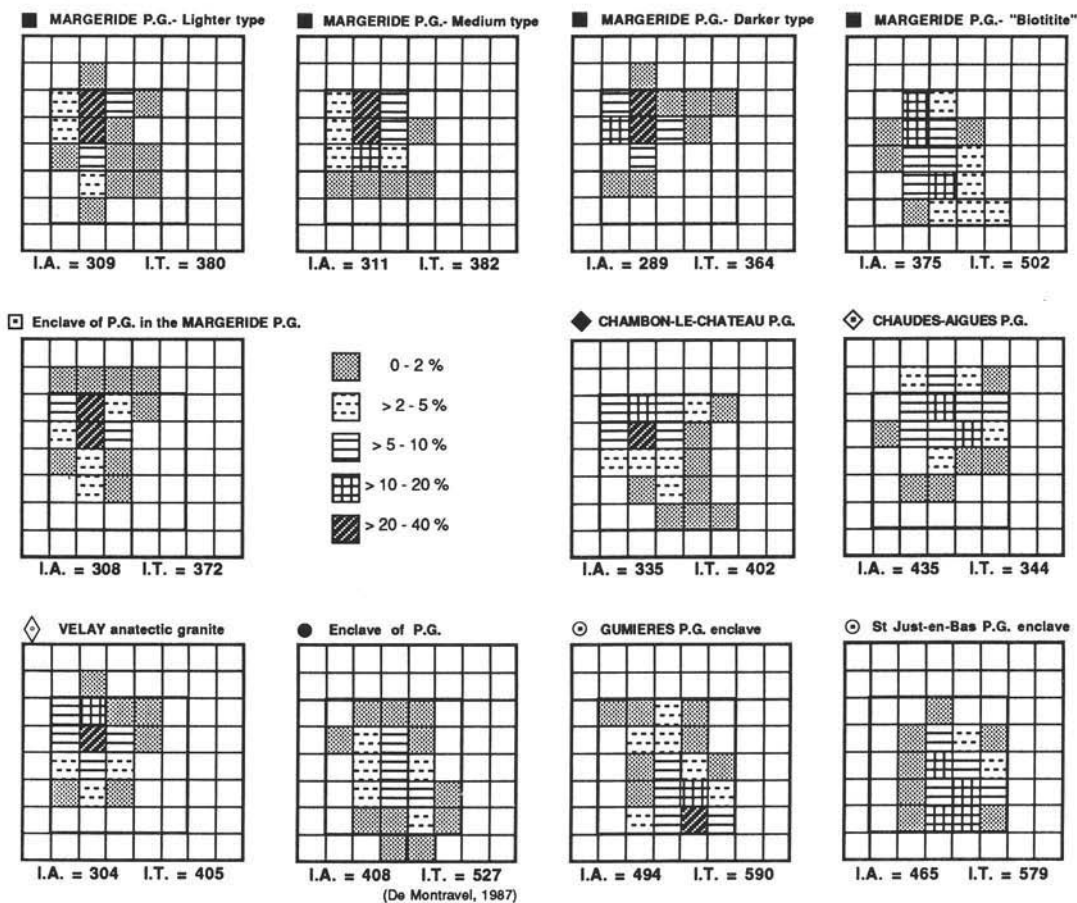 MARGERIDE P.G.- Lighter type
MARGERIDE P.G.- Medium type
MARGERIDE P.G.- Darker type
MARGERIDE P.G.- "Biotitite"
I.A. = 309 I.T. = 380
I.A. = 311 I.T. = 382
I.A. = 289 I.T. = 364
I.A. = 375 I.T. = 502
Enclave of P.G. in the MARGERIDE P.G.
CHAMBON-LE-CHATEAU P.G.
CHAUDES-AIGUES P.G.
0 - 2 %
> 2 - 5 %
> 5 - 10 %
> 10 - 20 %
> 20 - 40 %
I.A. = 308 I.T. = 372
I.A. = 335 I.T. = 402
I.A. = 435 I.T. = 344
VELAY anatectic granite
Enclave of P.G.
GUMIERES P.G. enclave
St Just-en-Bas P.G. enclave
I.A. = 304 I.T. = 405
I.A. = 408 I.T. = 527
I.A. = 494 I.T. = 590
I.A. = 465 I.T. = 579
(De Montravel, 1987)